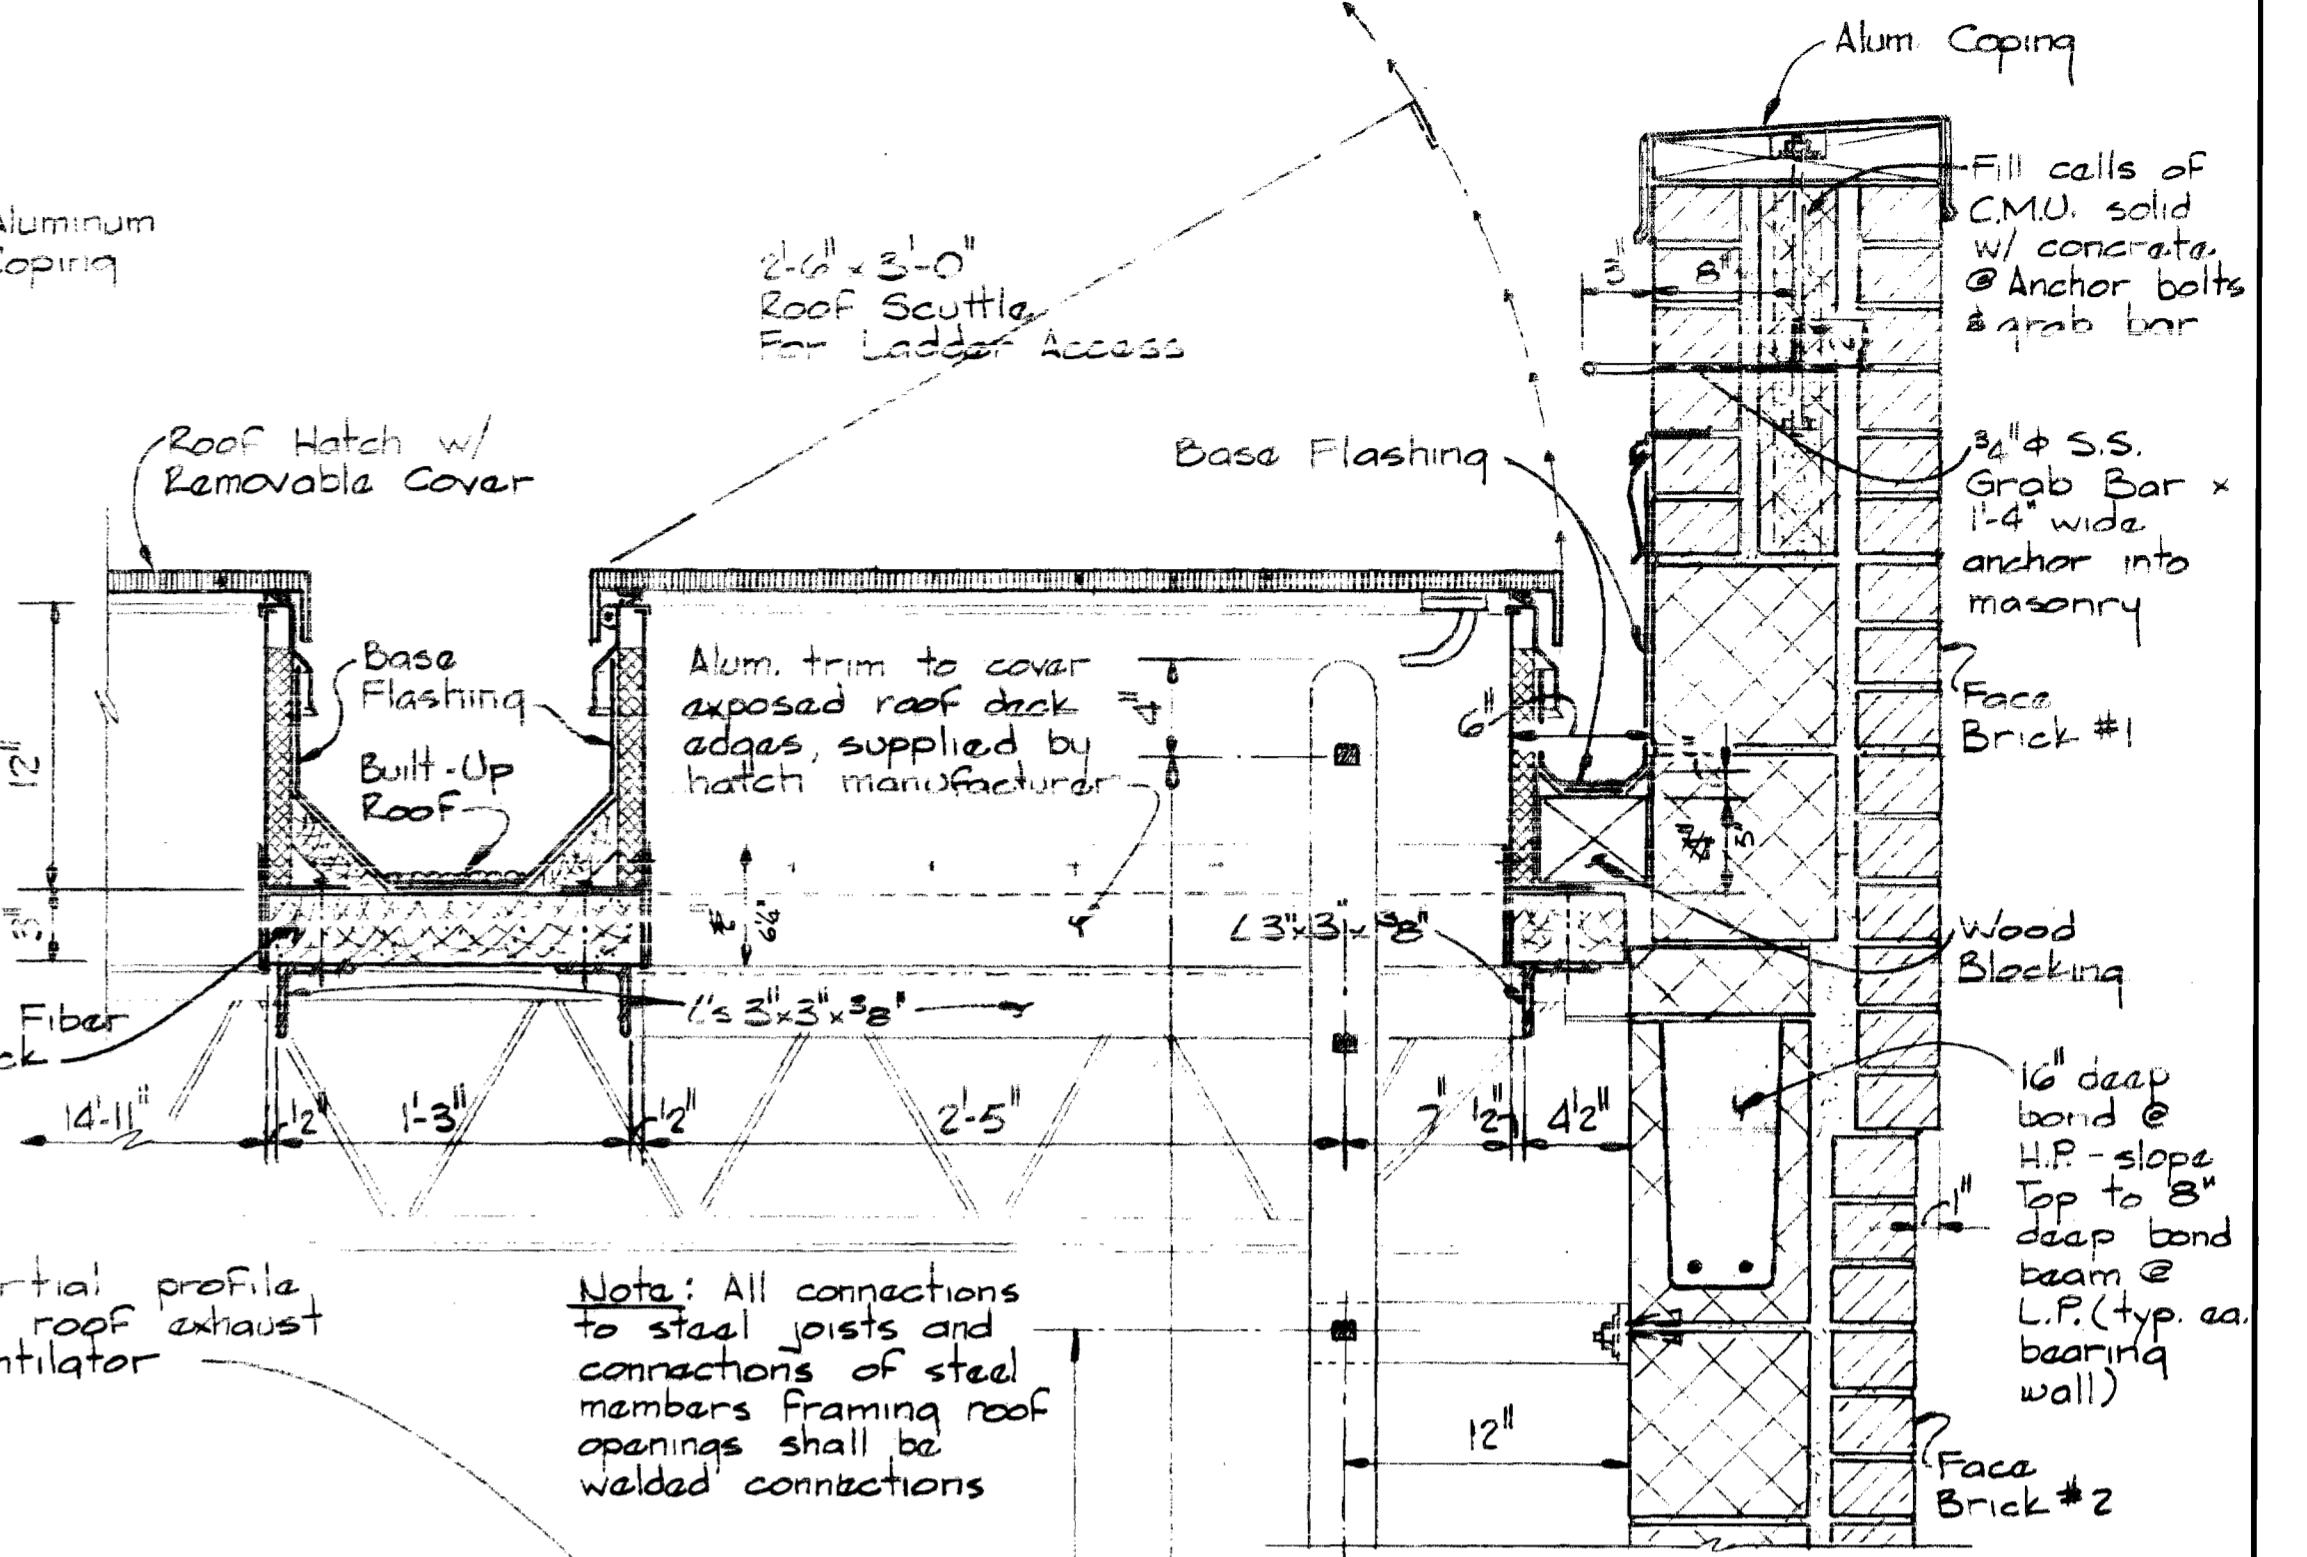 Alum. Coping
Aluminum
Coping
2'-6" x 3'-0"
Roof Scuttle
For Ladder Access
Fill cells of
C.M.U. solid
w/ concrete
@ Anchor bolts
& grab bar
3"
8"
Roof Hatch w/
Removable Cover
Base Flashing
3/4" ϕ S.S.
Grab Bar x
1'-4" wide
anchor into
masonry
Base
Flashing
Built-Up
Roof
Alum. trim to cover
exposed roof deck
edges, supplied by
hatch manufacturer
4"
6"
Face
Brick #1
12"
3"
6 1/4"
3"
L 3" x 3" x 3/8"
Wood
Blocking
L's 3" x 3" x 3/8"
Fiber
14'-11"
1/2"
1'-3"
1/2"
2'-5"
7"
1/2"
4 1/2"
16" deep
bond @
H.P. - slope
Top to 8"
deep bond
beam @
L.P. (typ. ea.
bearing
wall)
1"
rtial profile
roof exhaust
ntilator
Note: All connections
to steel joists and
connections of steel
members framing roof
openings shall be
welded connections
12"
Face
Brick #2